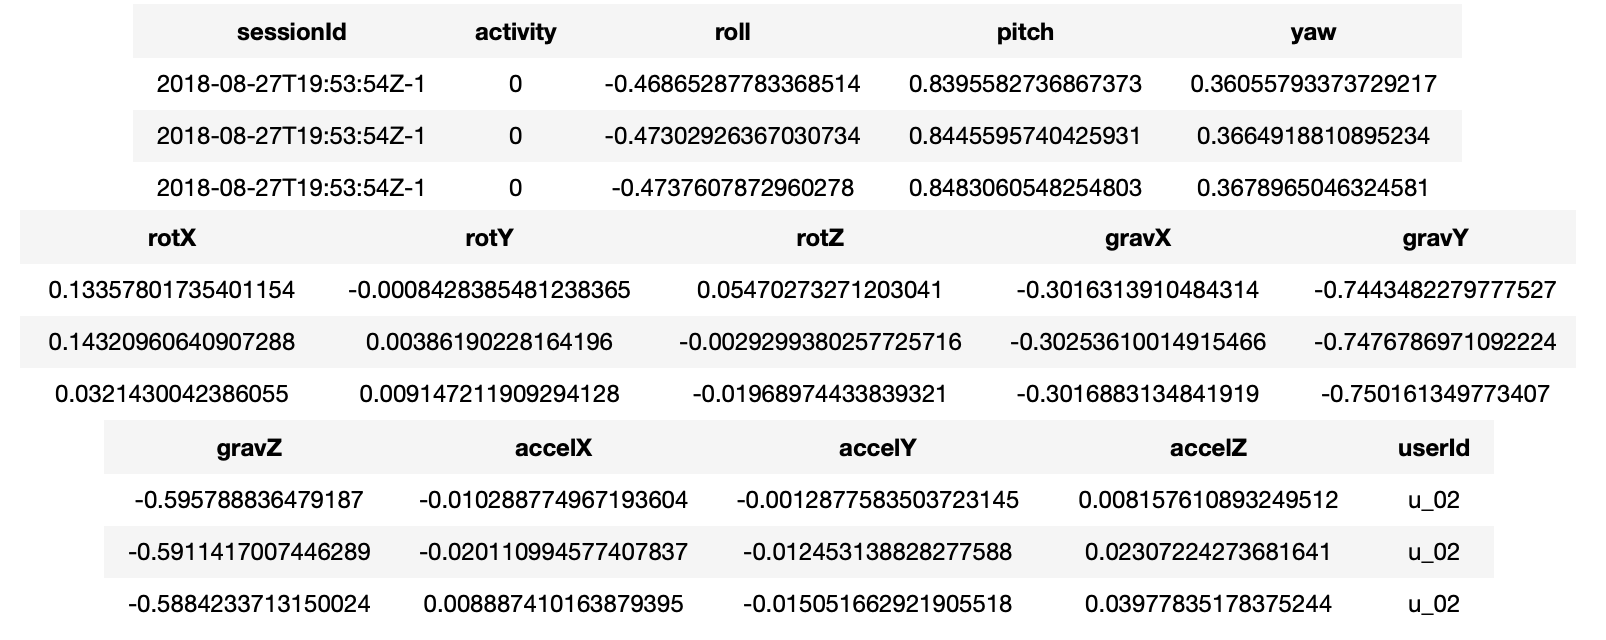 sessionId activity roll pitch yaw
2018-08-27T19:53:54Z-1 0 -0.46865287783368514 0.8395582736867373 0.36055793373729217
2018-08-27T19:53:54Z-1 0 -0.47302926367030734 0.8445595740425931 0.3664918810895234
2018-08-27T19:53:54Z-1 0 -0.4737607872960278 0.8483060548254803 0.3678965046324581
rotX rotY rotZ gravX gravY
0.13357801735401154 -0.0008428385481238365 0.05470273271203041 -0.3016313910484314 -0.7443482279777527
0.14320960640907288 0.00386190228164196 -0.0029299380257725716 -0.30253610014915466 -0.7476786971092224
0.0321430042386055 0.009147211909294128 -0.01968974433839321 -0.3016883134841919 -0.750161349773407
gravZ accelX accelY accelZ userId
-0.595788836479187 -0.010288774967193604 -0.0012877583503723145 0.008157610893249512 u_02
-0.5911417007446289 -0.020110994577407837 -0.012453138828277588 0.02307224273681641 u_02
-0.5884233713150024 0.008887410163879395 -0.015051662921905518 0.03977835178375244 u_02